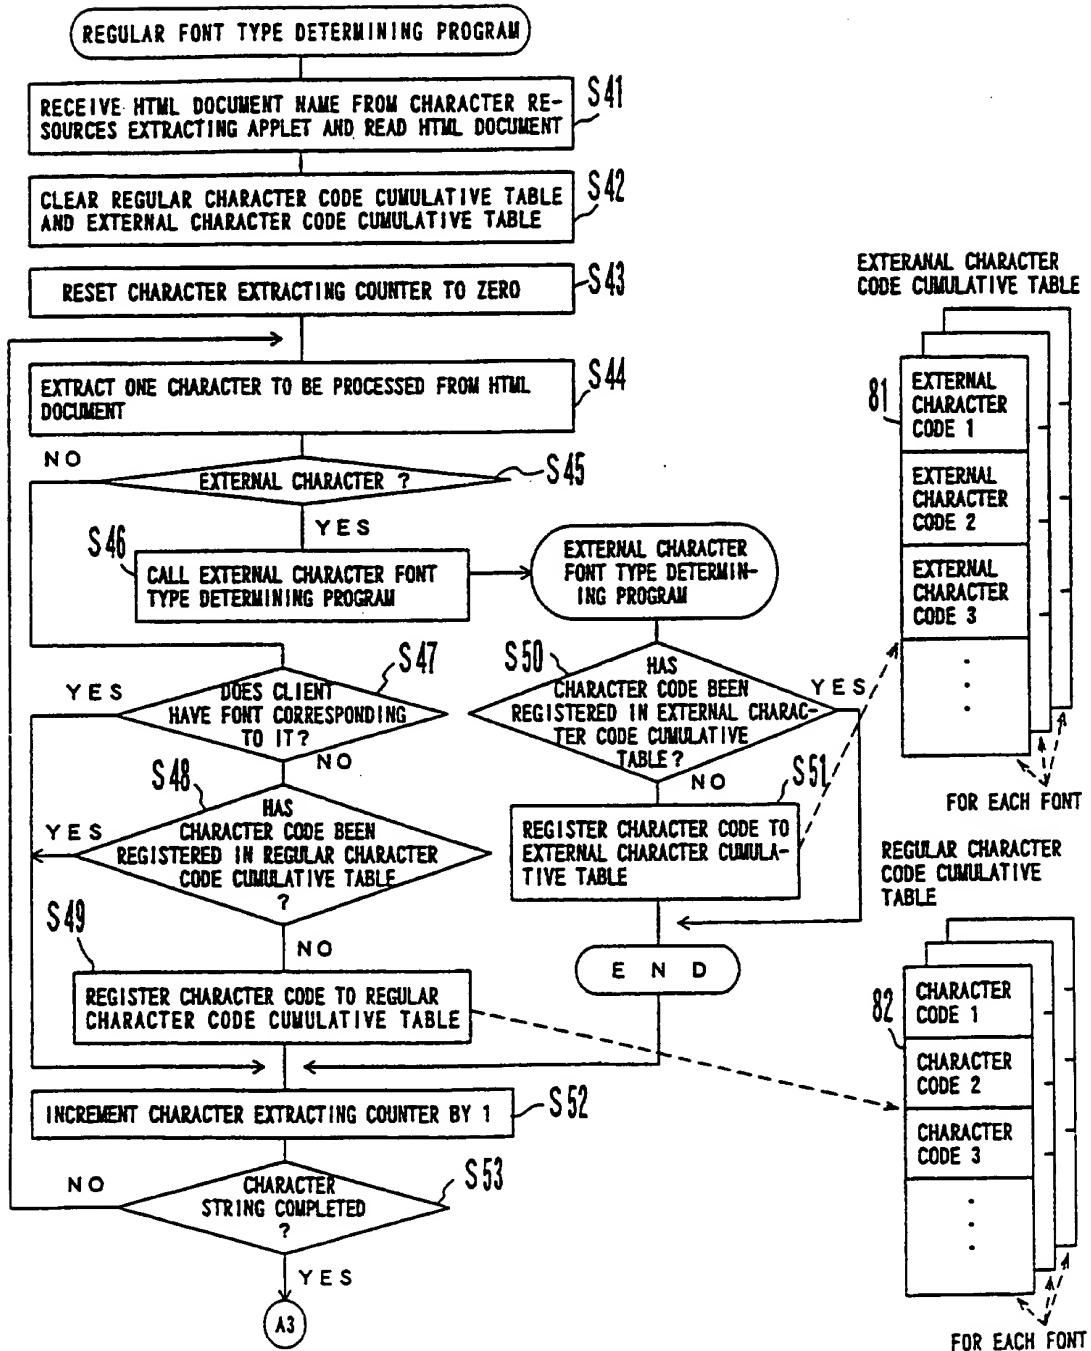 REGULAR FONT TYPE DETERMINING PROGRAM
S41
RECEIVE HTML DOCUMENT NAME FROM CHARACTER RE-
SOURCES EXTRACTING APPLET AND READ HTML DOCUMENT
S42
CLEAR REGULAR CHARACTER CODE CUMULATIVE TABLE
AND EXTERNAL CHARACTER CODE CUMULATIVE TABLE
S43
RESET CHARACTER EXTRACTING COUNTER TO ZERO
S44
EXTRACT ONE CHARACTER TO BE PROCESSED FROM HTML
DOCUMENT
NO
S45
EXTERNAL CHARACTER ?
YES
S46
CALL EXTERNAL CHARACTER FONT
TYPE DETERMINING PROGRAM
EXTERNAL CHARACTER
FONT TYPE DETERMIN-
ING PROGRAM
S47
YES
DOES CLIENT
HAVE FONT CORRESPONDING
TO IT?
NO
S50
HAS
CHARACTER CODE BEEN
REGISTERED IN EXTERNAL CHARAC-
TER CODE CUMULATIVE
TABLE?
YES
NO
S48
HAS
CHARACTER CODE BEEN
REGISTERED IN REGULAR CHARACTER
CODE CUMULATIVE TABLE
?
YES
NO
S51
REGISTER CHARACTER CODE TO
EXTERNAL CHARACTER CUMULA-
TIVE TABLE
S49
REGISTER CHARACTER CODE TO REGULAR
CHARACTER CODE CUMULATIVE TABLE
E N D
INCREMENT CHARACTER EXTRACTING COUNTER BY 1
S52
NO
CHARACTER
STRING COMPLETED
?
S53
YES
A3
EXTERANAL CHARACTER
CODE CUMULATIVE TABLE
81
EXTERNAL
CHARACTER
CODE 1
EXTERNAL
CHARACTER
CODE 2
EXTERNAL
CHARACTER
CODE 3
FOR EACH FONT
REGULAR CHARACTER
CODE CUMULATIVE
TABLE
82
CHARACTER
CODE 1
CHARACTER
CODE 2
CHARACTER
CODE 3
FOR EACH FONT